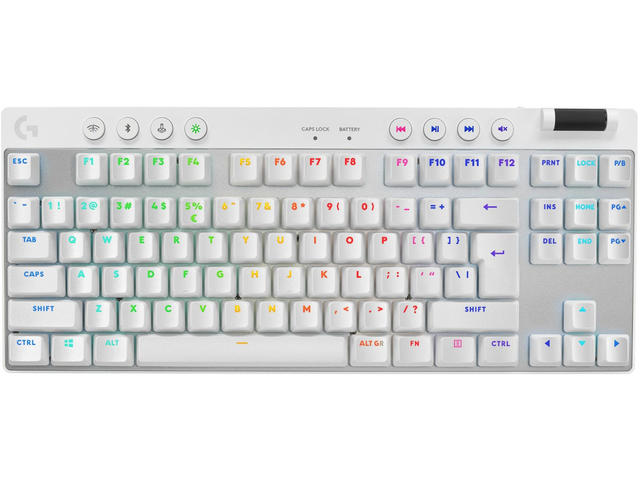 CAPS LOCK BATTERY
ESC F1 F2 F3 F4 F5 F6 F7 F8 F9 F10 F11 F12 PRNT LOCK P/B
` ~ 1 ! 2 @ 3 # 4 $ 5 % € 6 ^ 7 & 8 * 9 ( 0 ) - _ = + INS HOME PG
TAB Q W E R T Y U I O P [ { ] } DEL END PG
CAPS A S D F G H J K L ; : ' " \ |
SHIFT Z X C V B N M , < . > / ? SHIFT
CTRL ALT ALT GR FN CTRL